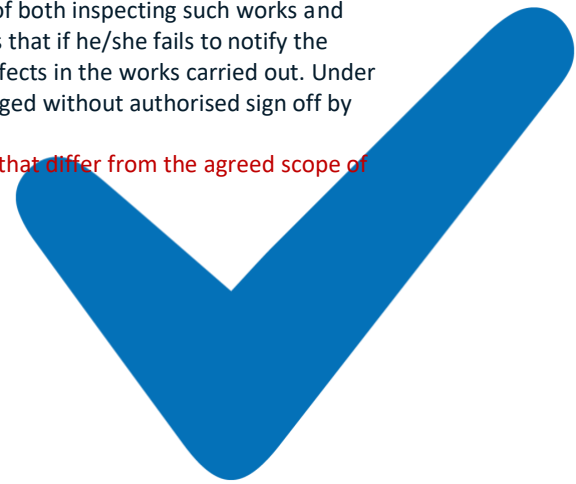 of both inspecting such works and
s that if he/she fails to notify the
fects in the works carried out. Under
ged without authorised sign off by
that differ from the agreed scope of